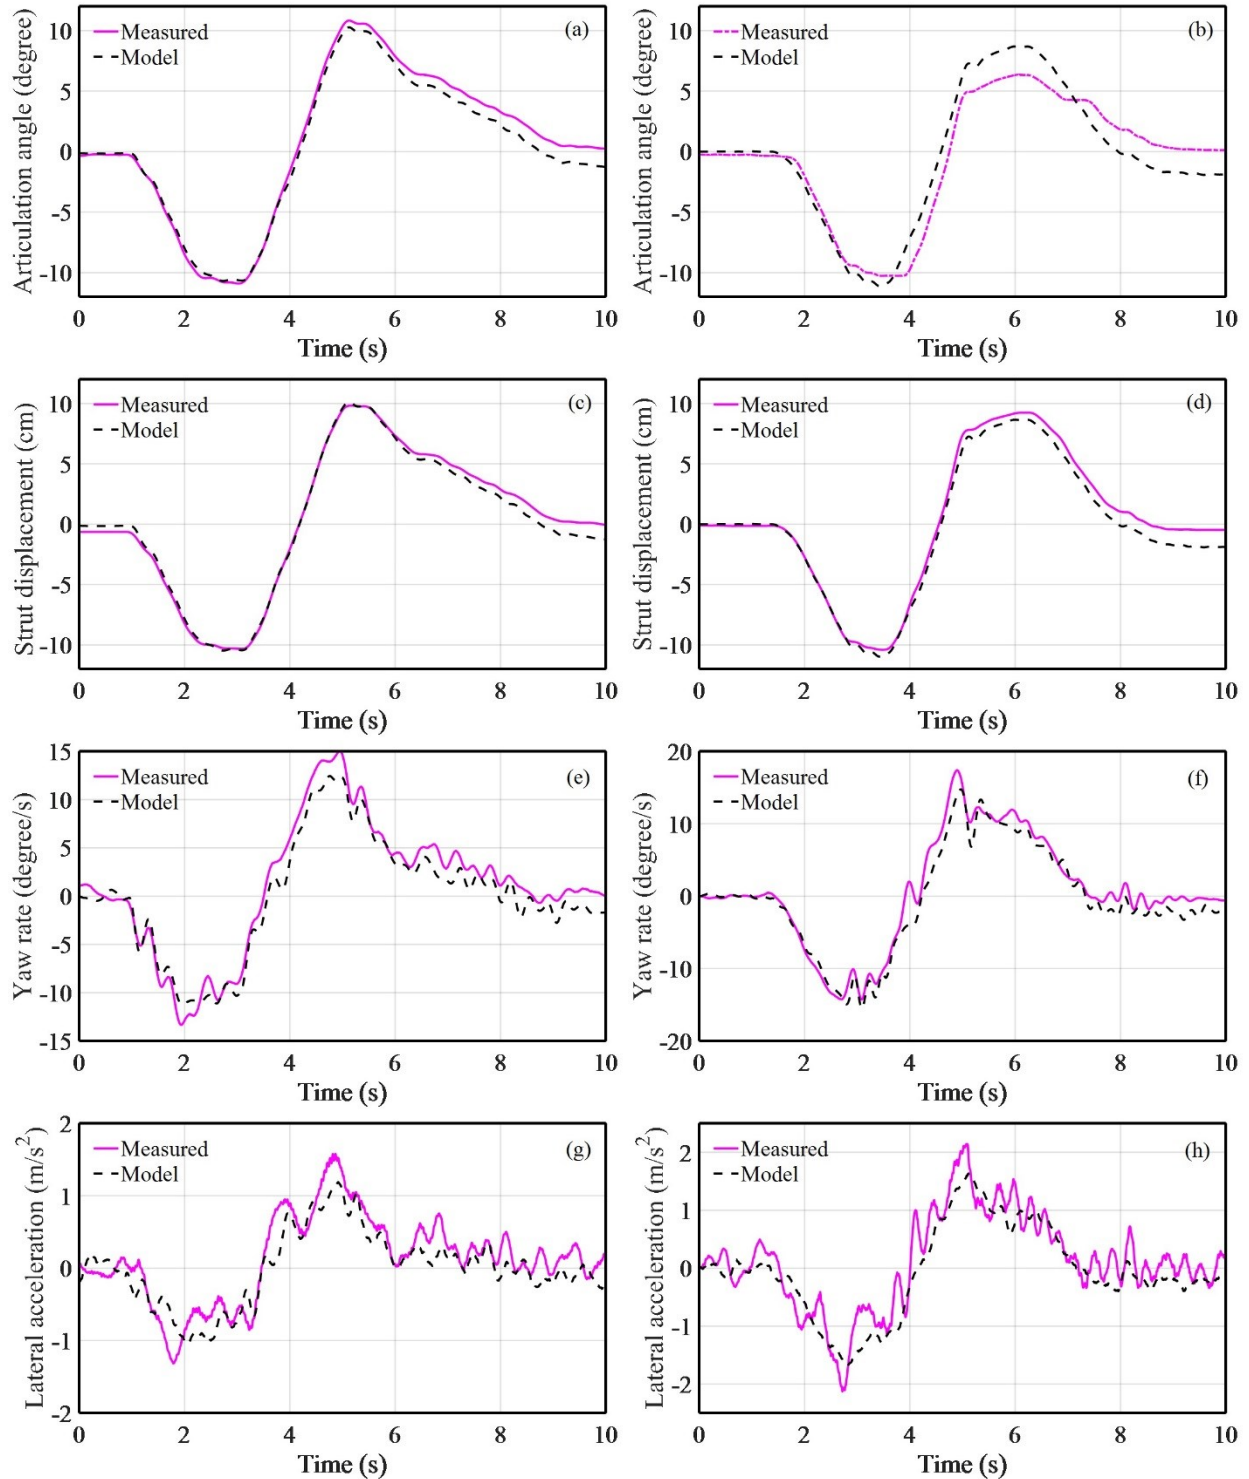 Articulation angle (degree)
10
5
0
-5
-10
Measured
Model
(a)
0 2 4 6 8 10
Time (s)
Articulation angle (degree)
10
5
0
-5
-10
Measured
Model
(b)
0 2 4 6 8 10
Time (s)
Strut displacement (cm)
10
5
0
-5
-10
Measured
Model
(c)
0 2 4 6 8 10
Time (s)
Strut displacement (cm)
10
5
0
-5
-10
Measured
Model
(d)
0 2 4 6 8 10
Time (s)
Yaw rate (degree/s)
15
10
5
0
-5
-10
-15
Measured
Model
(e)
0 2 4 6 8 10
Time (s)
Yaw rate (degree/s)
20
10
0
-10
-20
Measured
Model
(f)
0 2 4 6 8 10
Time (s)
Lateral acceleration (m/s²)
2
1
0
-1
-2
Measured
Model
(g)
0 2 4 6 8 10
Time (s)
Lateral acceleration (m/s²)
2
1
0
-1
-2
Measured
Model
(h)
0 2 4 6 8 10
Time (s)